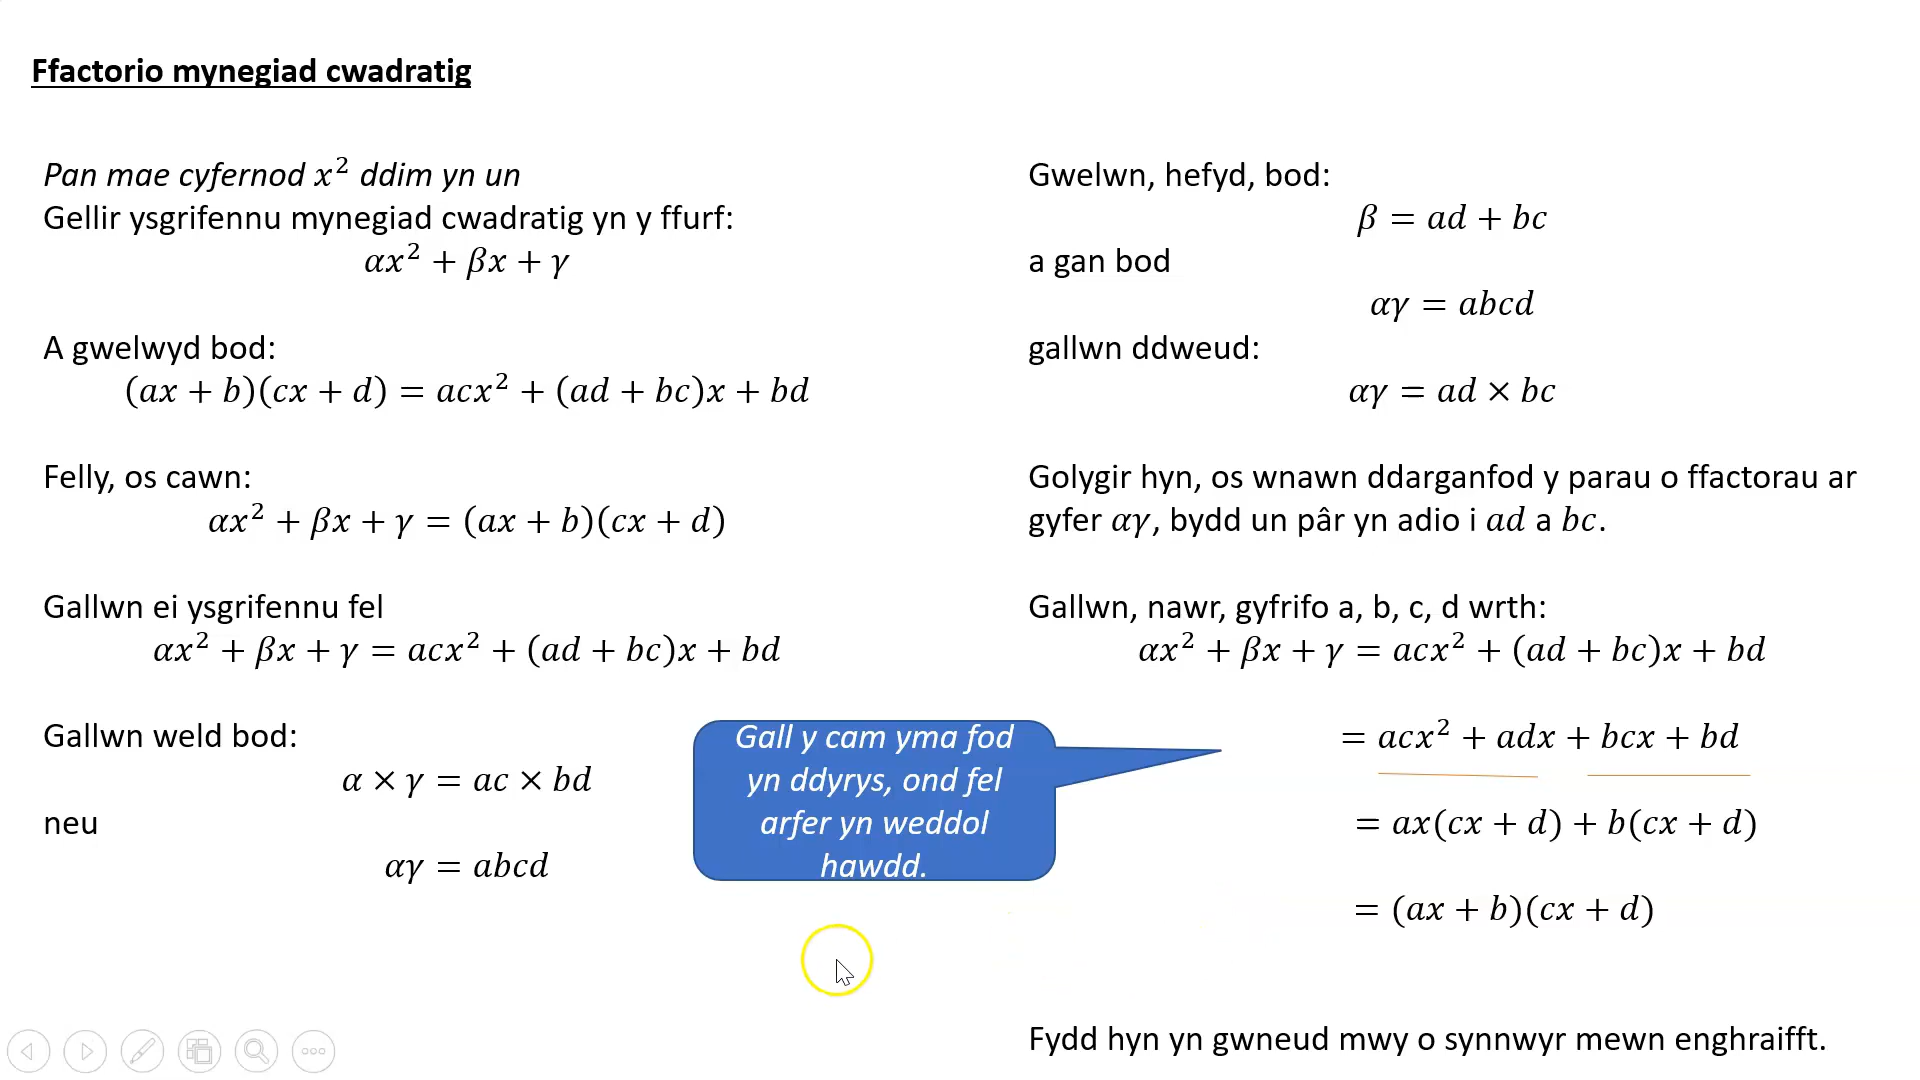 Ffactorio mynegiad cwadratig
Pan mae cyfernod x² ddim yn un
Gellir ysgrifennu mynegiad cwadratig yn y ffurf:
αx² + βx + γ
A gwelwyd bod:
(ax + b)(cx + d) = acx² + (ad + bc)x + bd
Felly, os cawn:
αx² + βx + γ = (ax + b)(cx + d)
Gallwn ei ysgrifennu fel
αx² + βx + γ = acx² + (ad + bc)x + bd
Gallwn weld bod:
α × γ = ac × bd
neu
αγ = abcd
Gall y cam yma fod
yn ddyrys, ond fel
arfer yn weddol
hawdd.
Gwelwn, hefyd, bod:
β = ad + bc
a gan bod
αγ = abcd
gallwn ddweud:
αγ = ad × bc
Golygir hyn, os wnawn ddarganfod y parau o ffactorau ar
gyfer αγ, bydd un pâr yn adio i ad a bc.
Gallwn, nawr, gyfrifo a, b, c, d wrth:
αx² + βx + γ = acx² + (ad + bc)x + bd
= acx² + adx + bcx + bd
= ax(cx + d) + b(cx + d)
= (ax + b)(cx + d)
Fydd hyn yn gwneud mwy o synnwyr mewn enghraifft.